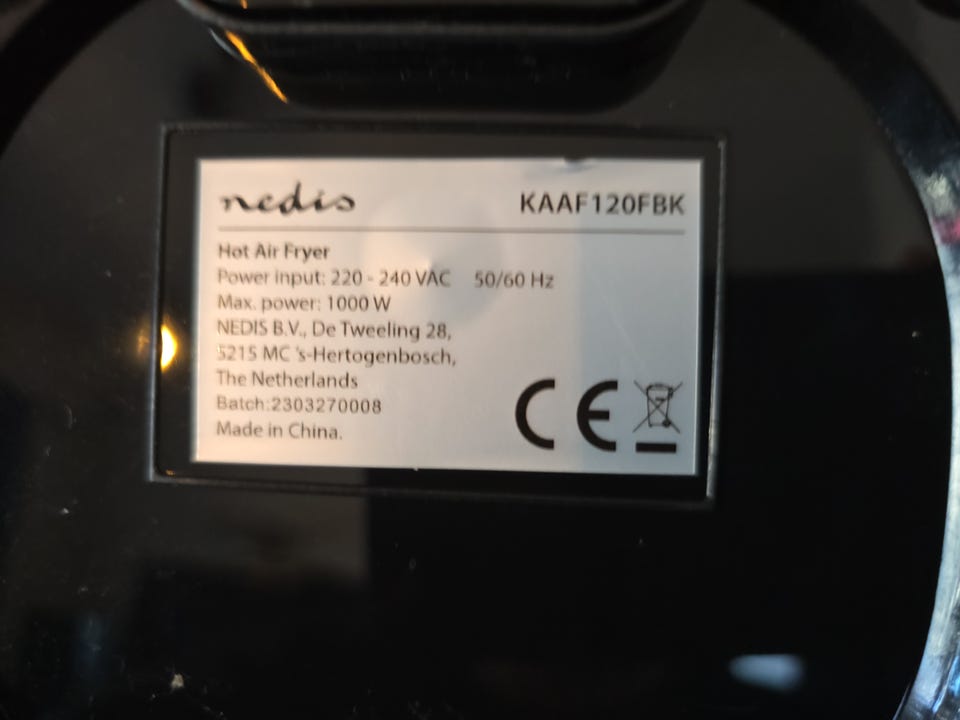 nedis KAAF120FBK
Hot Air Fryer
Power input: 220 - 240 VAC 50/60 Hz
Max. power: 1000 W
NEDIS B.V., De Tweeling 28,
5215 MC 's-Hertogenbosch,
The Netherlands
Batch:2303270008
Made in China.
CE